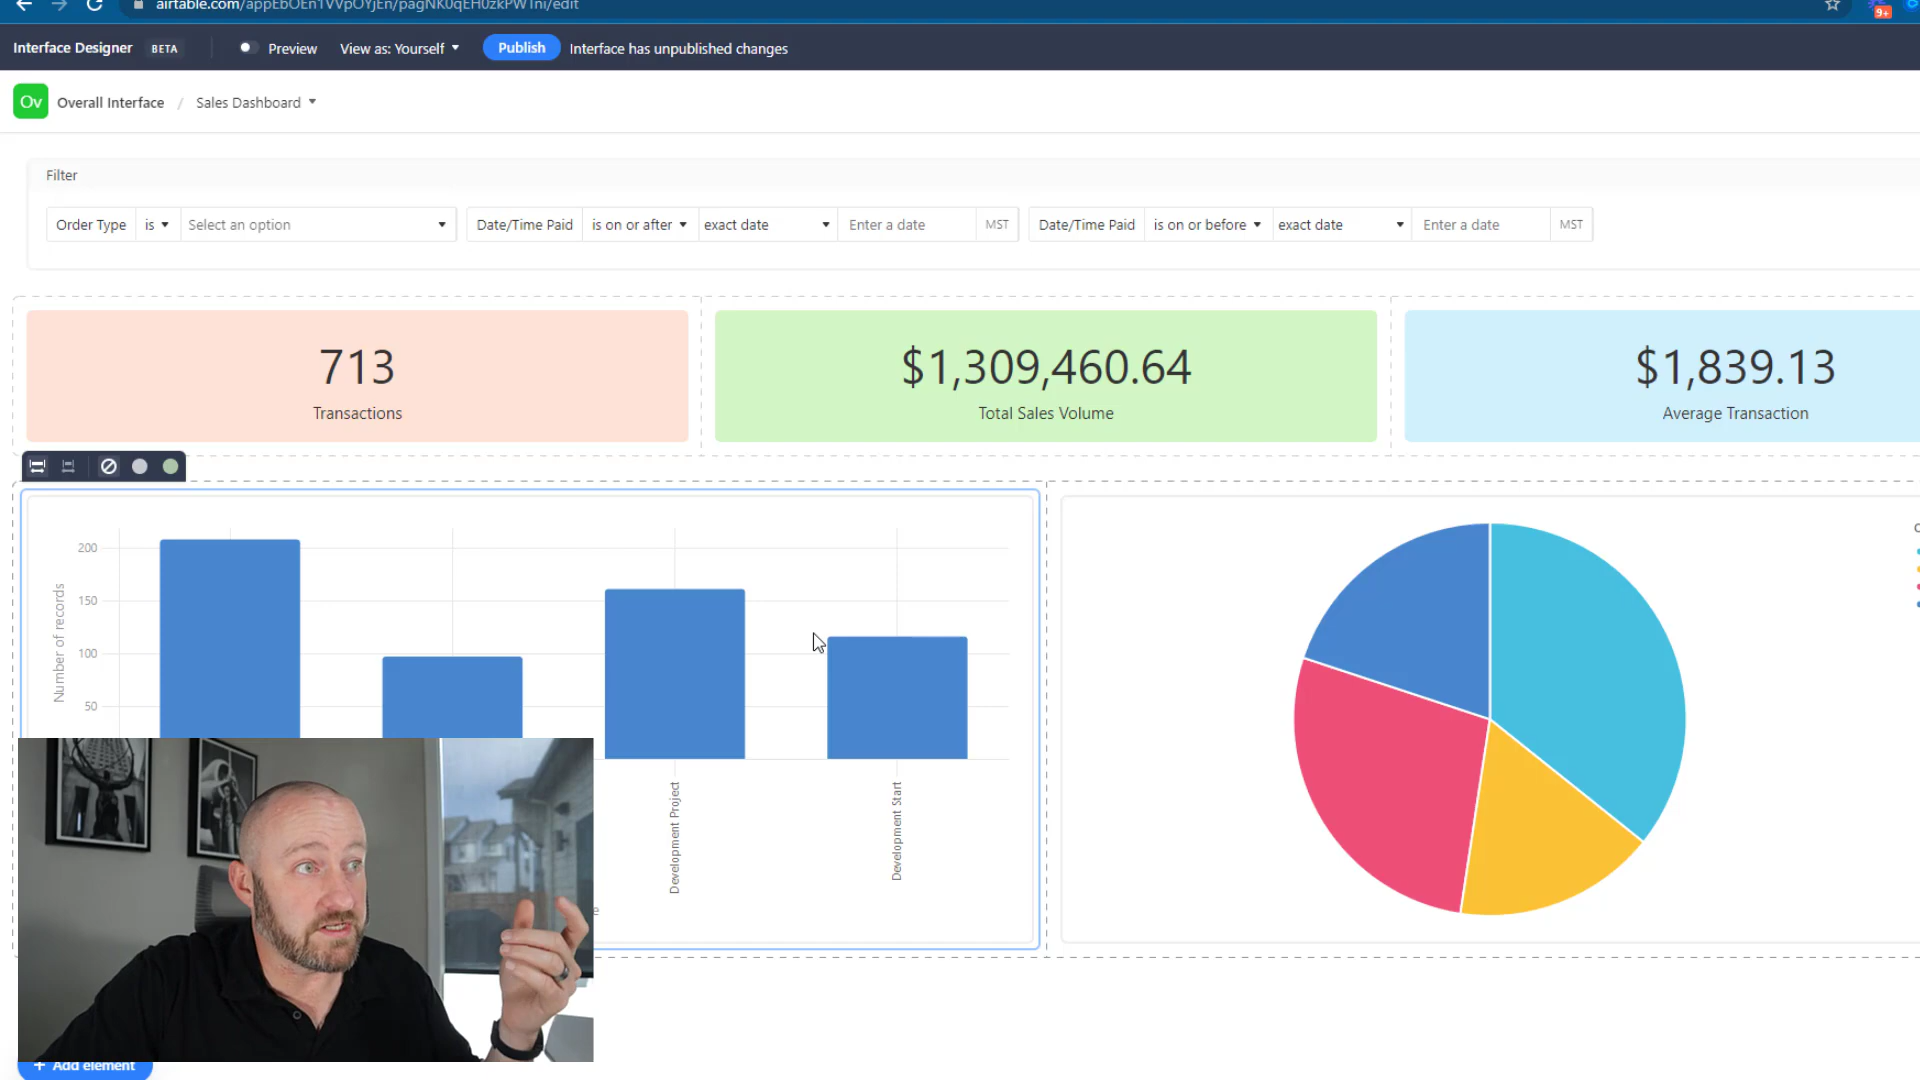 airtable.com/appEbOEn1VVpOYjEn/pagNK0qEH0zkPW1ni/edit
9+
Interface Designer BETA Preview View as: Yourself Publish Interface has unpublished changes
Ov Overall Interface / Sales Dashboard
Filter
Order Type is Select an option Date/Time Paid is on or after exact date Enter a date MST Date/Time Paid is on or before exact date Enter a date MST
713
Transactions
$1,309,460.64
Total Sales Volume
$1,839.13
Average Transaction
Number of records
200
150
100
50
Development Project
Development Start
+ Add element